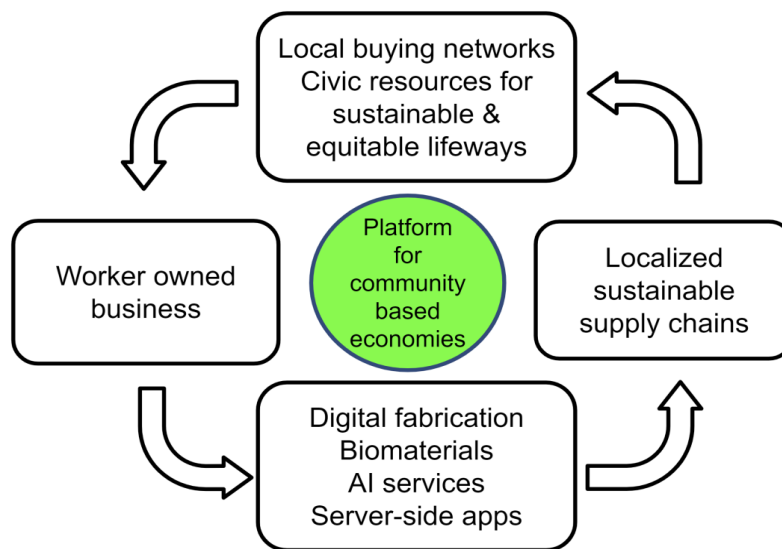 Local buying networks
Civic resources for
sustainable &
equitable lifeways
Worker owned
business
Platform
for
community
based
economies
Localized
sustainable
supply chains
Digital fabrication
Biomaterials
AI services
Server-side apps